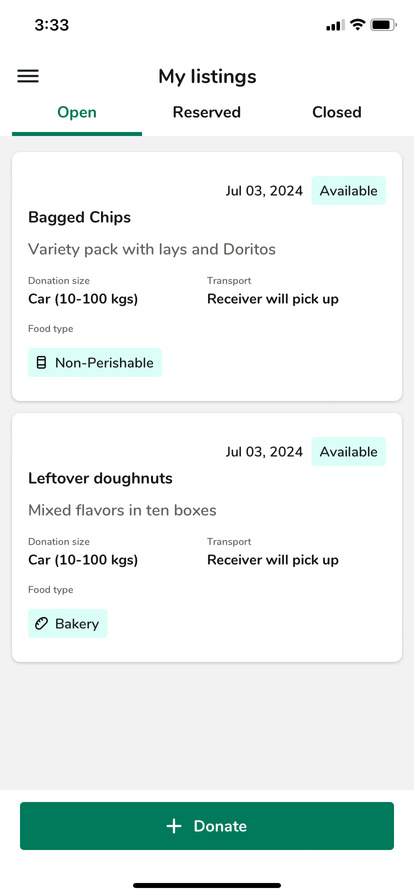 3:33
My listings
Open Reserved Closed
Jul 03, 2024 Available
Bagged Chips
Variety pack with lays and Doritos
Donation size Transport
Car (10-100 kgs) Receiver will pick up
Food type
Non-Perishable
Jul 03, 2024 Available
Leftover doughnuts
Mixed flavors in ten boxes
Donation size Transport
Car (10-100 kgs) Receiver will pick up
Food type
Bakery
+ Donate